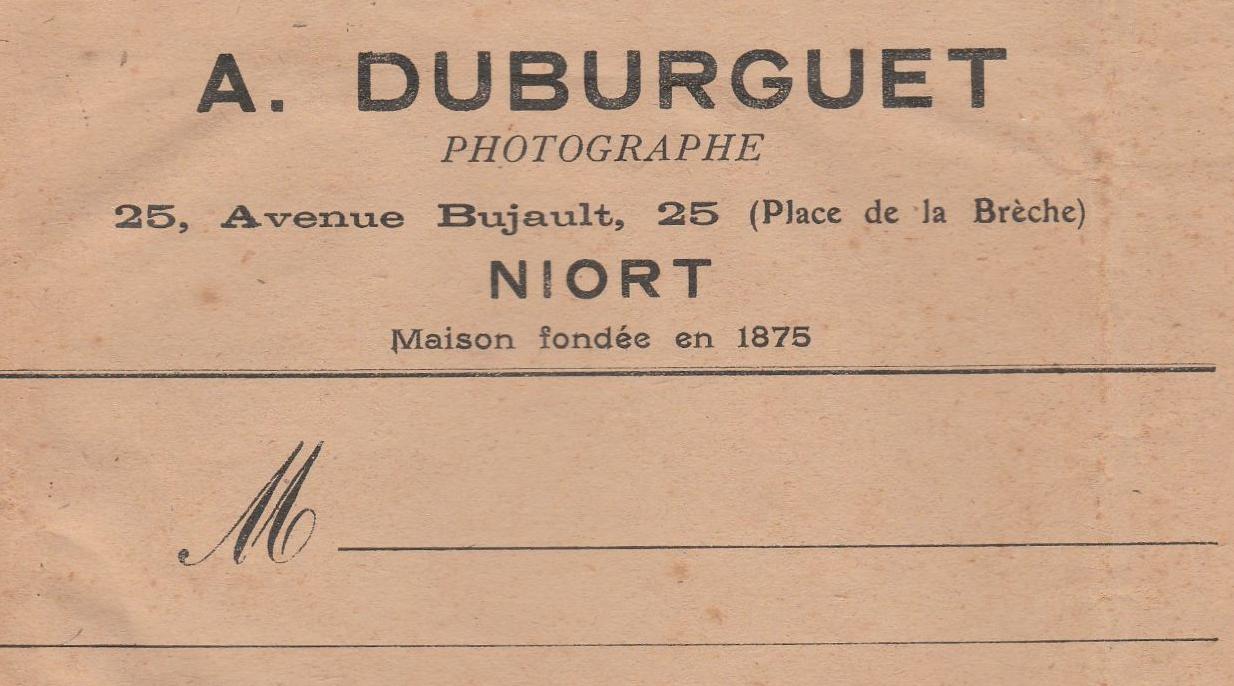 A. DUBURGUET
PHOTOGRAPHE
25, Avenue Bujault, 25 (Place de la Brèche)
NIORT
Maison fondée en 1875
M